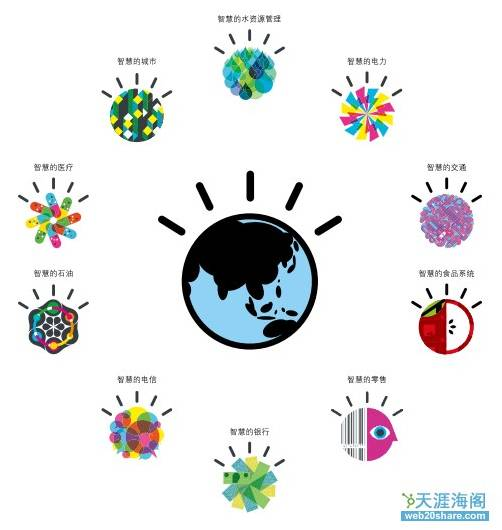 智慧的水资源管理
智慧的城市
智慧的电力
智慧的医疗
智慧的交通
智慧的石油
智慧的食品系统
智慧的电信
智慧的零售
智慧的银行
天涯海阁
web20share.com